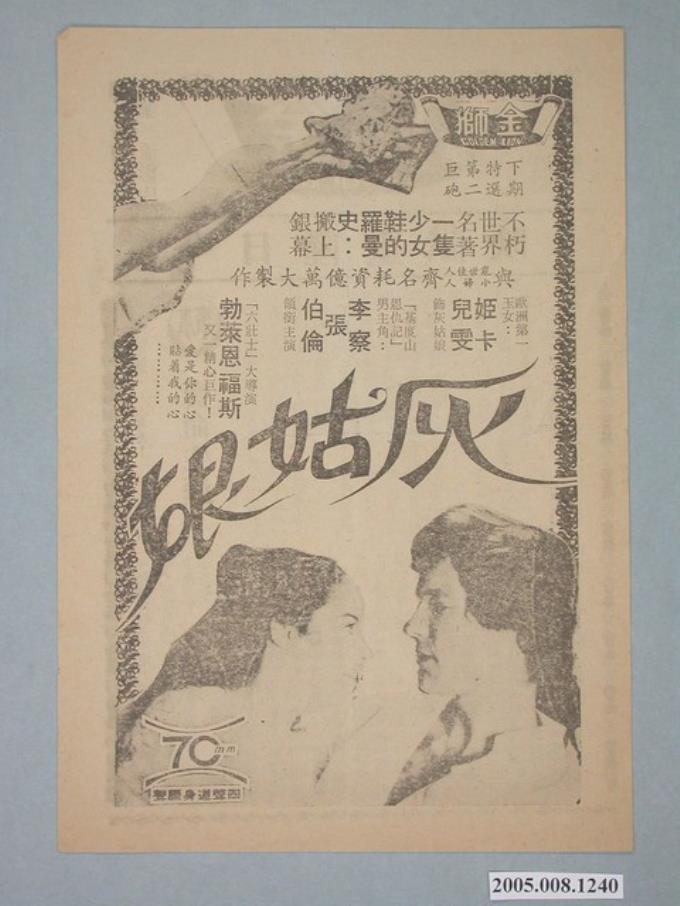 金獅
GOLDEN LION
下期
特選
第二
巨砲
不朽
世界
名著
一隻
少女
鞋的
羅曼
史：
搬上
銀幕
與
齊名耗資億萬大製作
歐洲第一
玉女：
姬卡
兒雯
飾灰姑娘
「基度山
恩仇記」
男主角：
李察
張
伯倫
領銜主演
「六壯士」大導演
勃萊恩福斯
又一精心巨作！
愛是你的心
貼着我的心
…………
灰姑娘
70mm
四聲道身歷聲
2005.008.1240